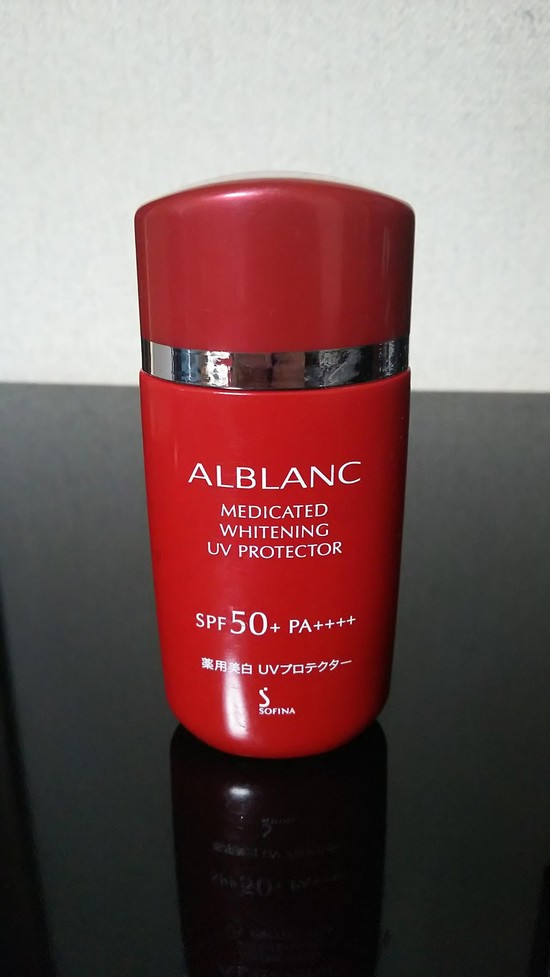 ALBLANC
MEDICATED
WHITENING
UV PROTECTOR
SPF50+ PA++++
薬用美白 UVプロテクター
SOFINA